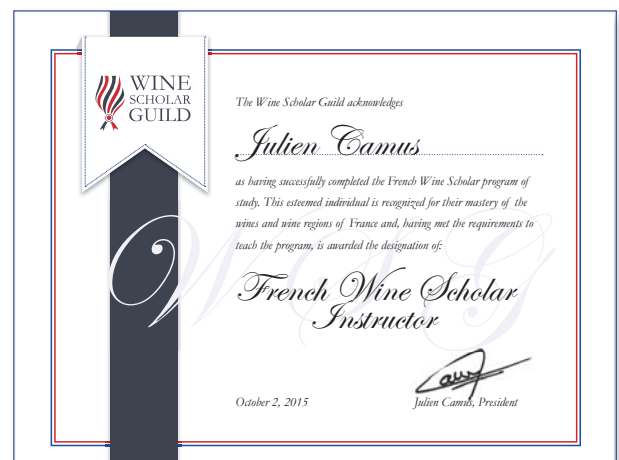 WINE
SCHOLAR
GUILD
The Wine Scholar Guild acknowledges
Julien Camus
as having successfully completed the French Wine Scholar program of
study. This esteemed individual is recognized for their mastery of the
wines and wine regions of France and, having met the requirements to
teach the program, is awarded the designation of:
WSG
French Wine Scholar
Instructor
October 2, 2015
Julien Camus, President